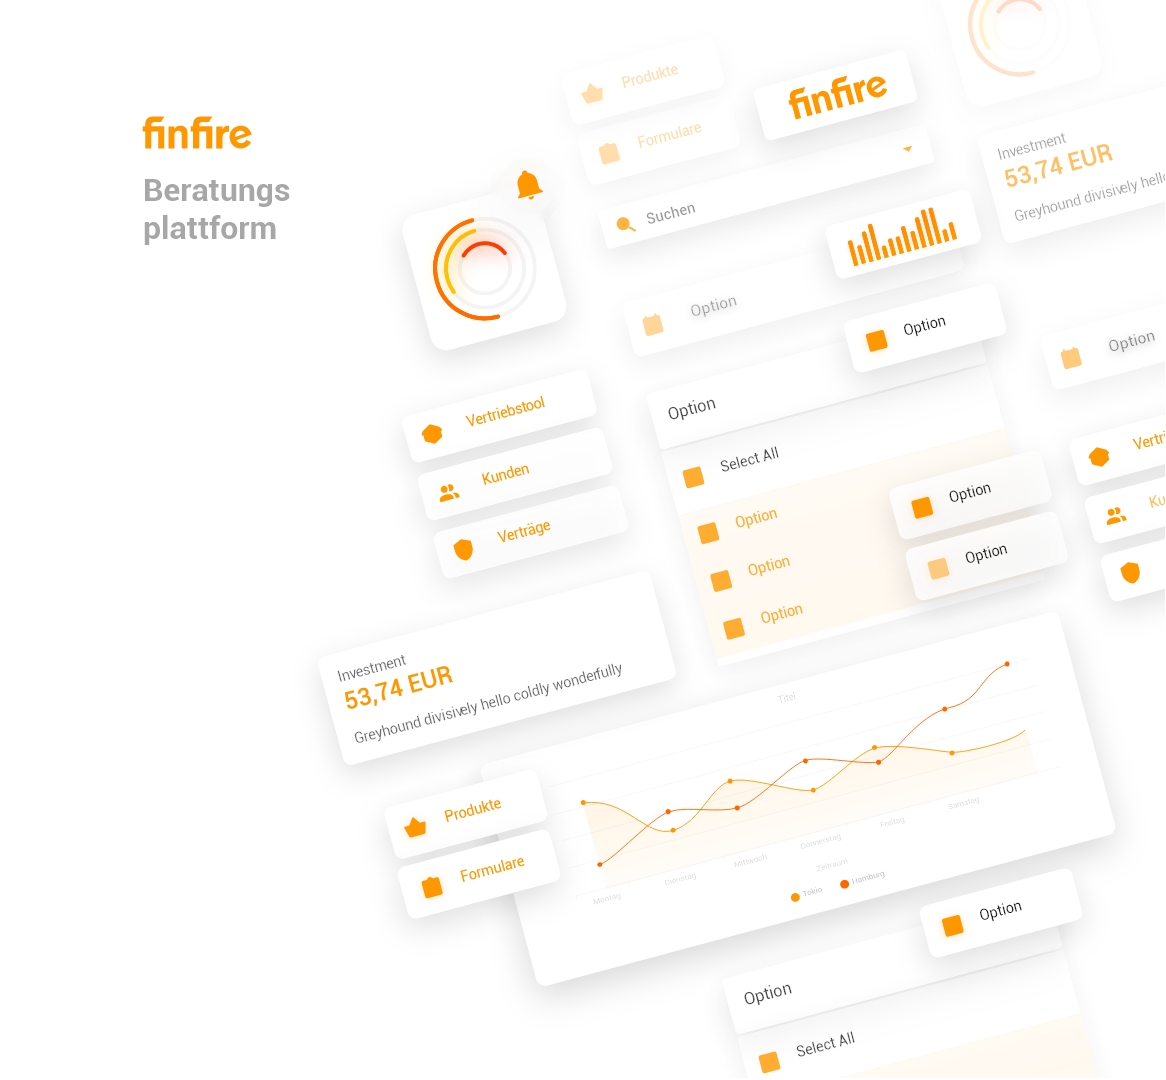 finfire
Beratungs
plattform
Produkte
Formulare
finfire
Suchen
Investment
53,74 EUR
Greyhound divisively hello
Option
Option
Option
Vertriebstool
Kunden
Verträge
Option
Select All
Option
Option
Option
Option
Option
Investment
53,74 EUR
Greyhound divisively hello coldly wonderfully
Titel
Montag
Dienstag
Mittwoch
Donnerstag
Freitag
Samstag
Zeitraum
Tokio
Hamburg
Produkte
Formulare
Option
Option
Select All